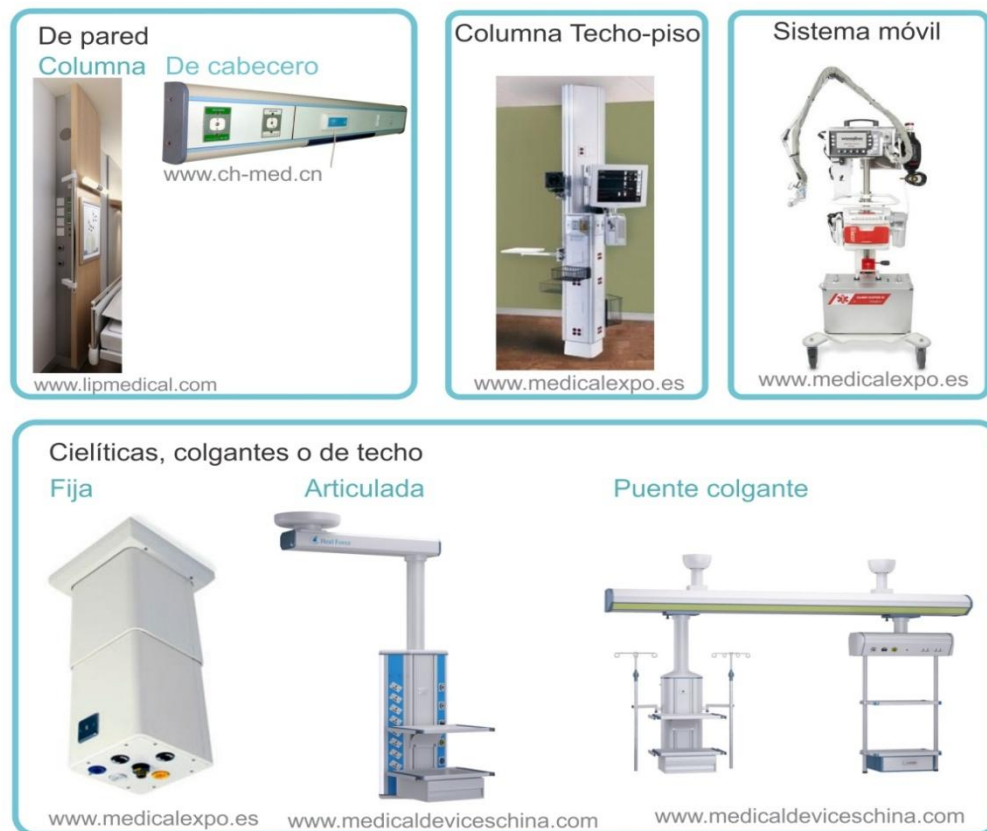 De pared
Columna De cabecero
www.ch-med.cn
www.lipmedical.com
Columna Techo-piso
www.medicalexpo.es
Sistema móvil
www.medicalexpo.es
Cielíticas, colgantes o de techo
Fija
Articulada
Puente colgante
www.medicalexpo.es
www.medicaldeviceschina.com
www.medicaldeviceschina.com